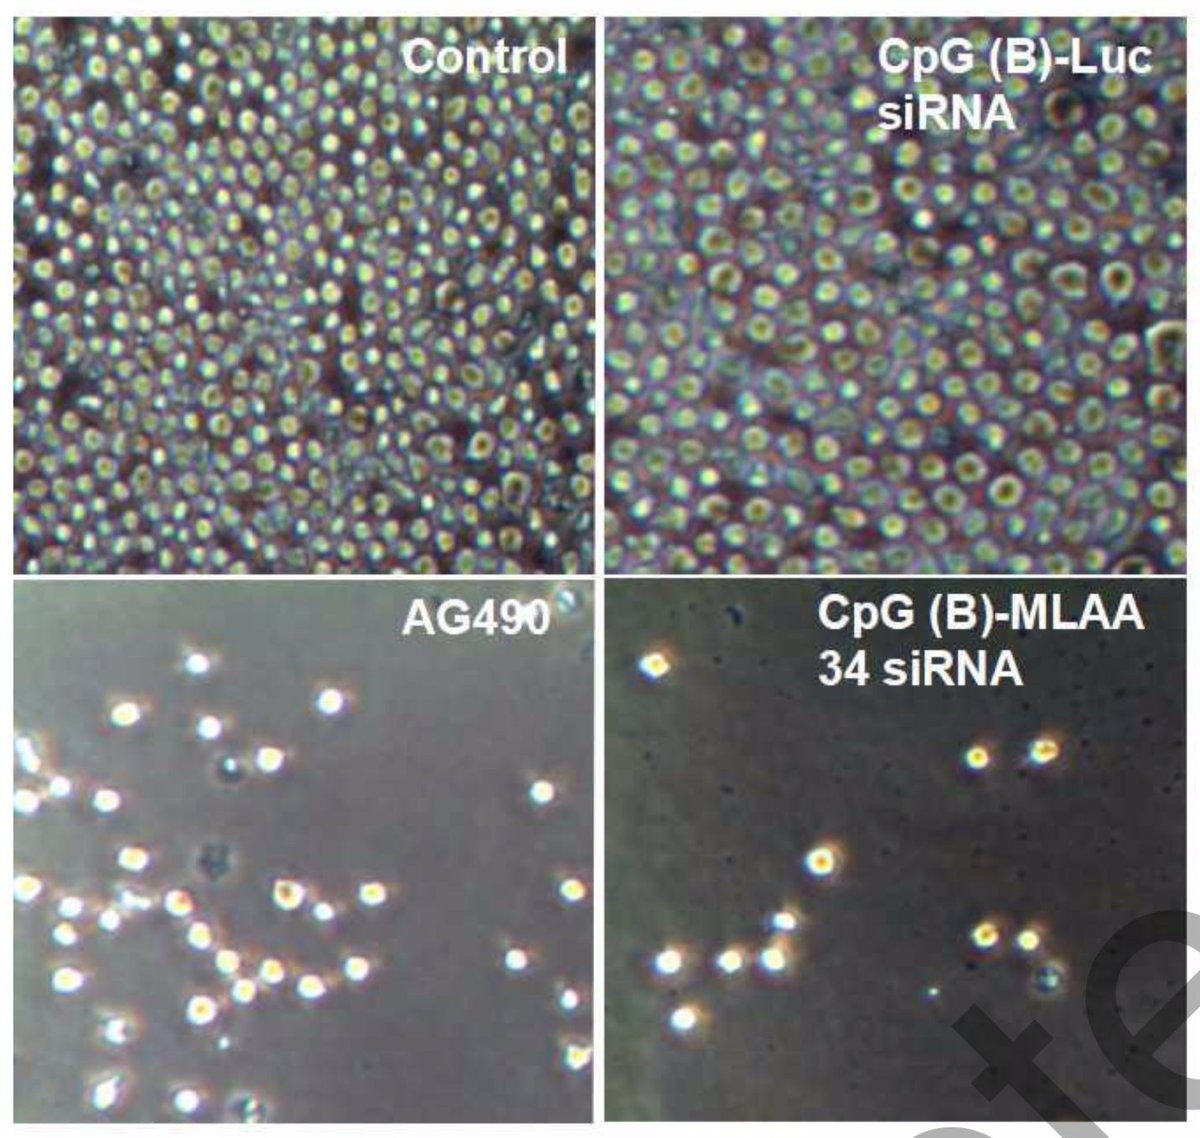 Control
CpG (B)-Luc
siRNA
AG490
CpG (B)-MLAA
34 siRNA